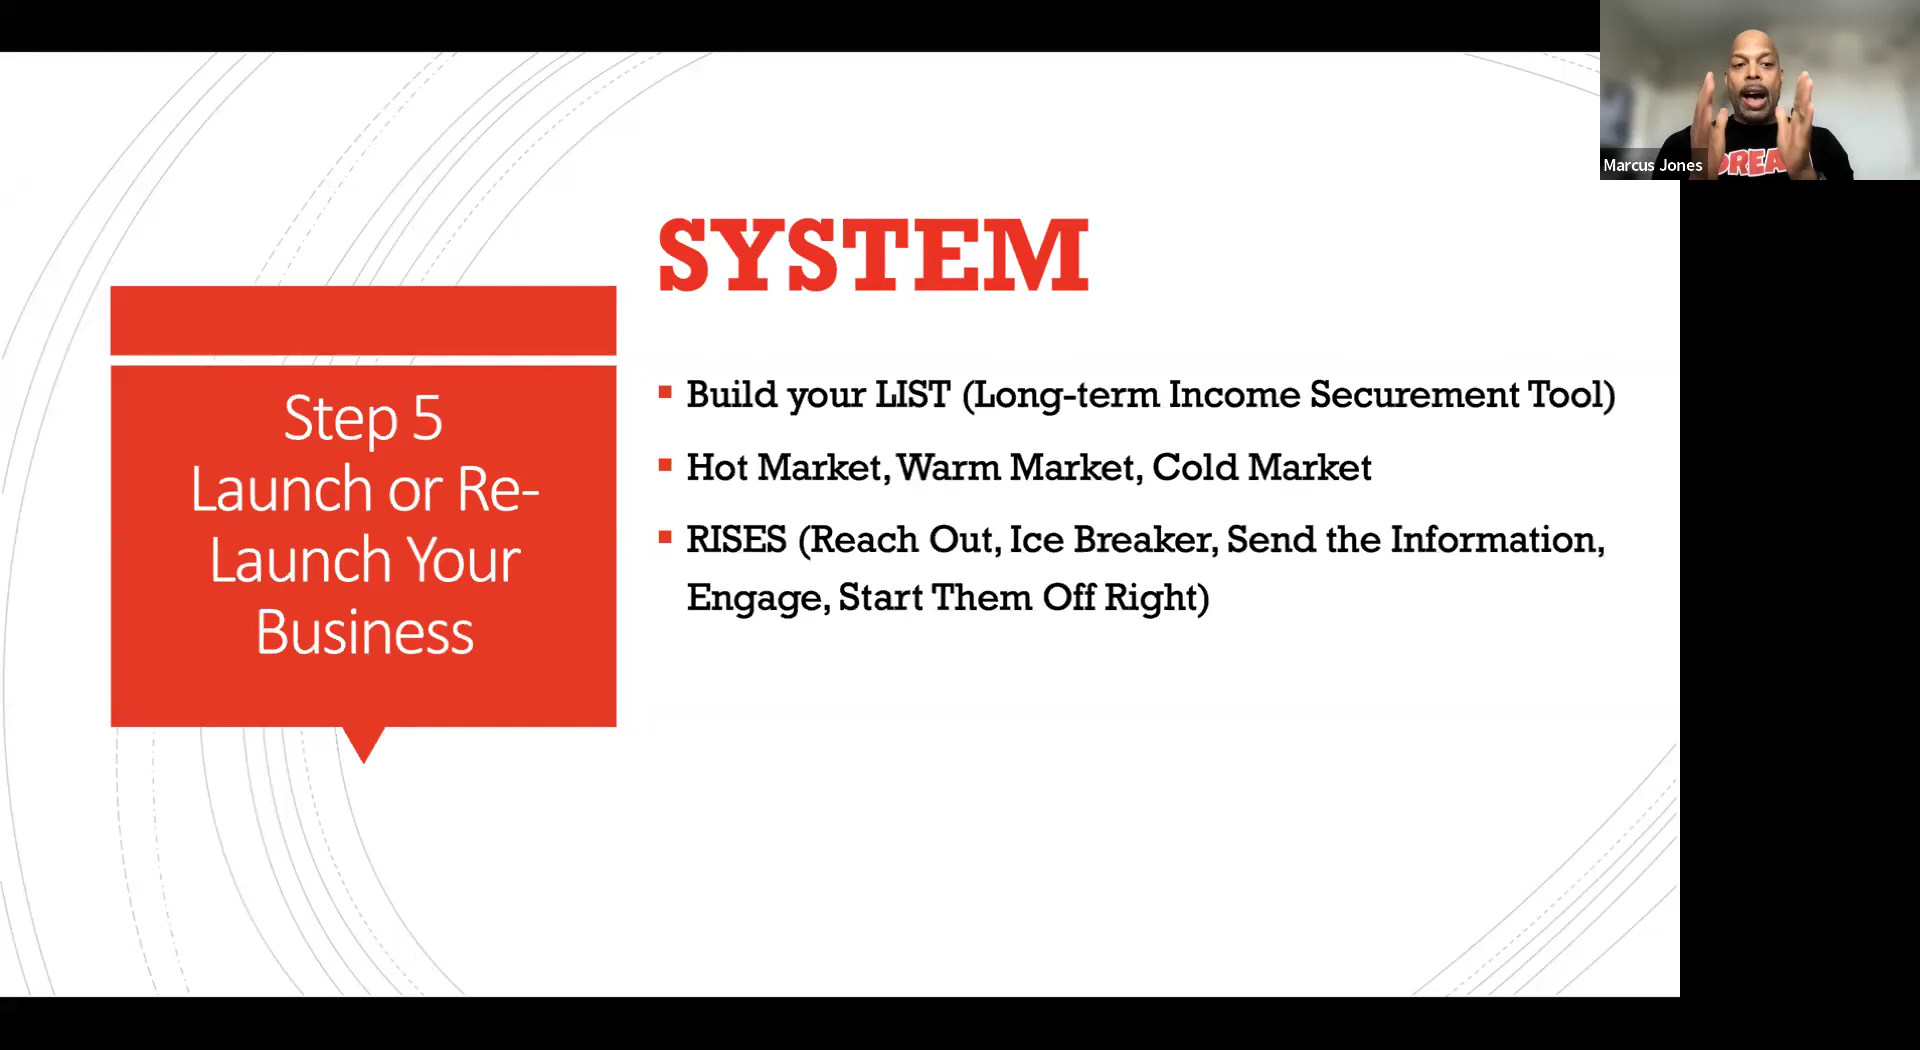 Marcus Jones
DREA
SYSTEM
Step 5
Launch or Re-
Launch Your
Business
Build your LIST (Long-term Income Securement Tool)
Hot Market, Warm Market, Cold Market
RISES (Reach Out, Ice Breaker, Send the Information,
Engage, Start Them Off Right)